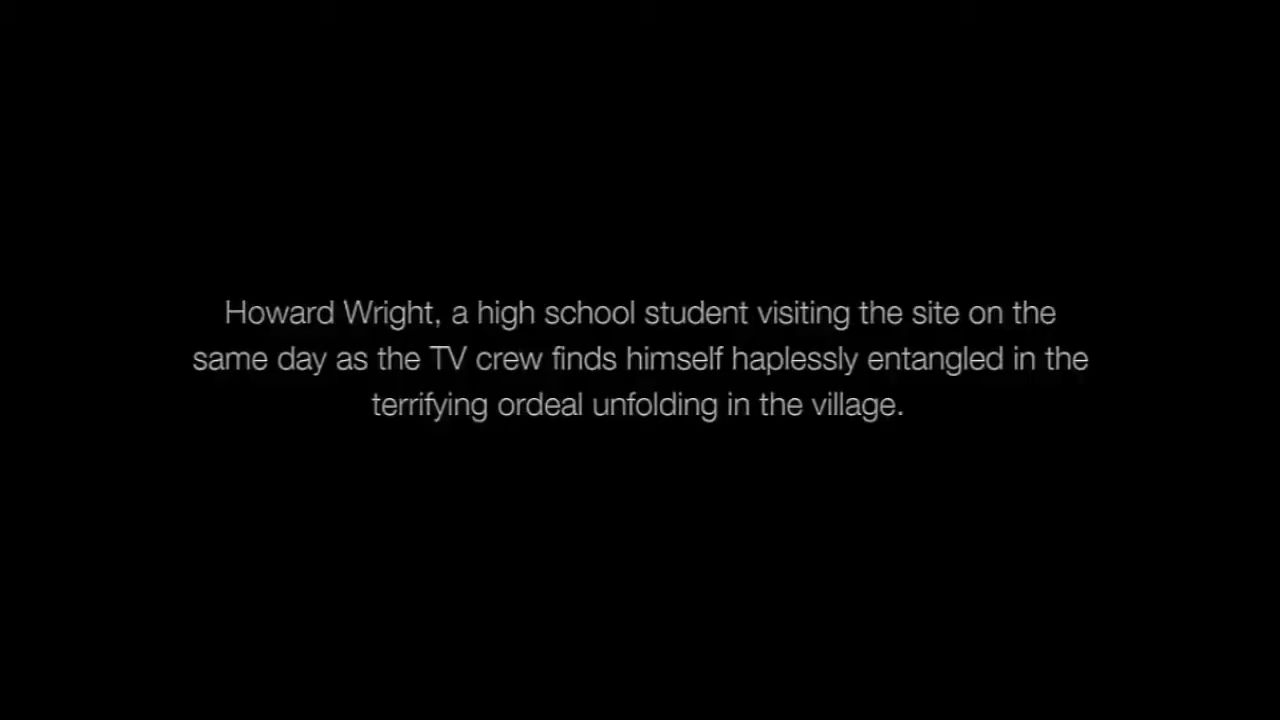 Howard Wright, a high school student visiting the site on the
same day as the TV crew finds himself haplessly entangled in the
terrifying ordeal unfolding in the village.